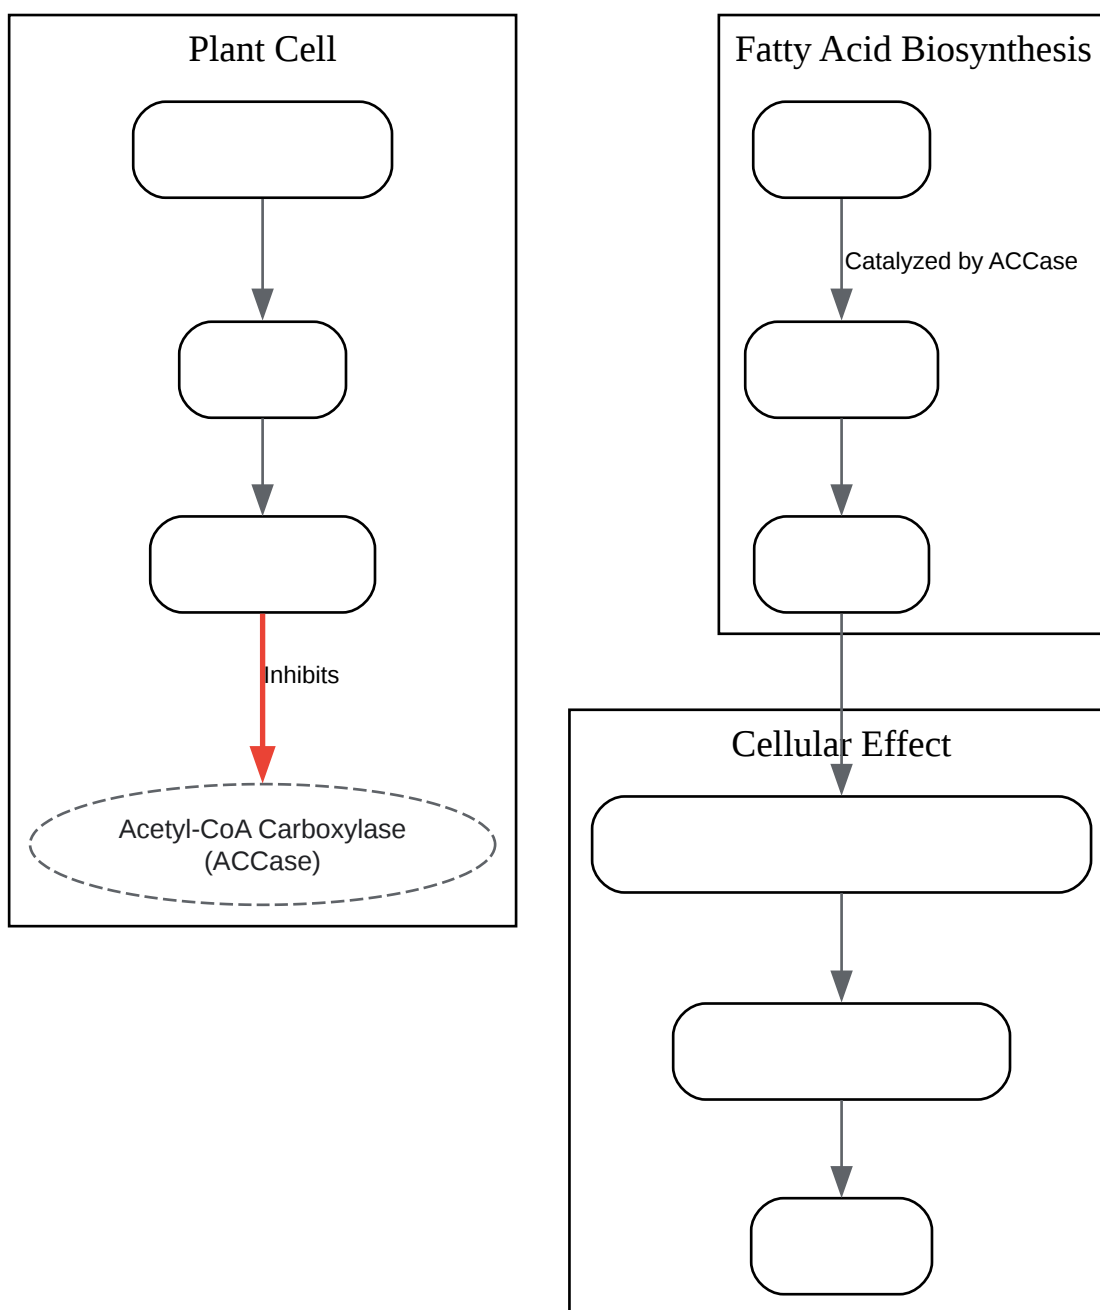 Plant Cell
Inhibits
Acetyl-CoA Carboxylase
(ACCase)
Fatty Acid Biosynthesis
Catalyzed by ACCase
Cellular Effect